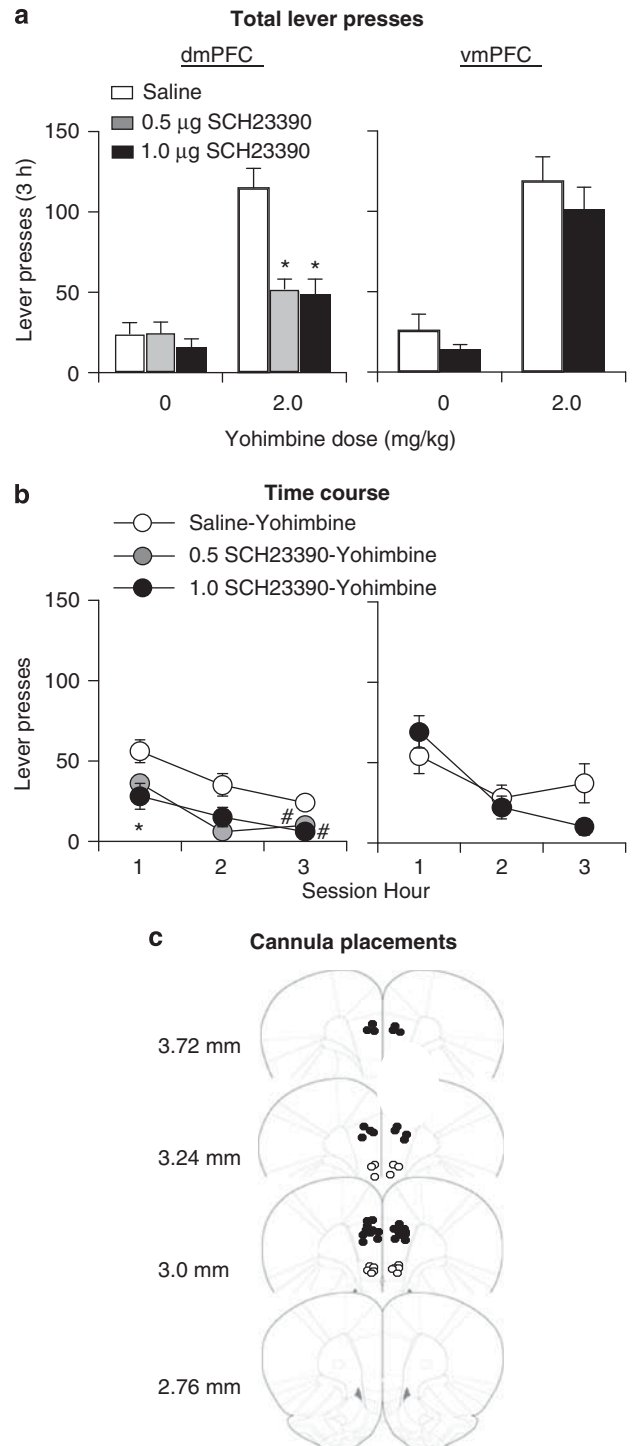 a
Total lever presses
dmPFC
vmPFC
Saline
0.5 μg SCH23390
1.0 μg SCH23390
Lever presses (3 h)
150
100
50
0
* *
0 2.0 0 2.0
Yohimbine dose (mg/kg)
b
Time course
Saline-Yohimbine
0.5 SCH23390-Yohimbine
1.0 SCH23390-Yohimbine
Lever presses
150
100
50
0
*
#
#
1 2 3 1 2 3
Session Hour
c
Cannula placements
3.72 mm
3.24 mm
3.0 mm
2.76 mm